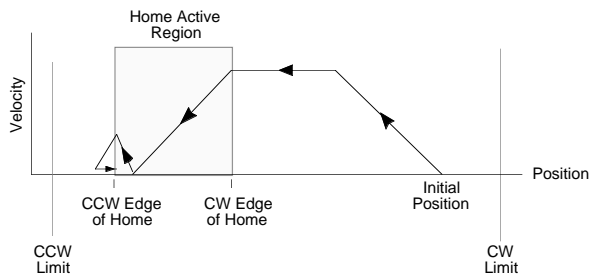 Home Active
Region
Velocity
Position
CCW Edge
of Home
CW Edge
of Home
Initial
Position
CCW
Limit
CW
Limit